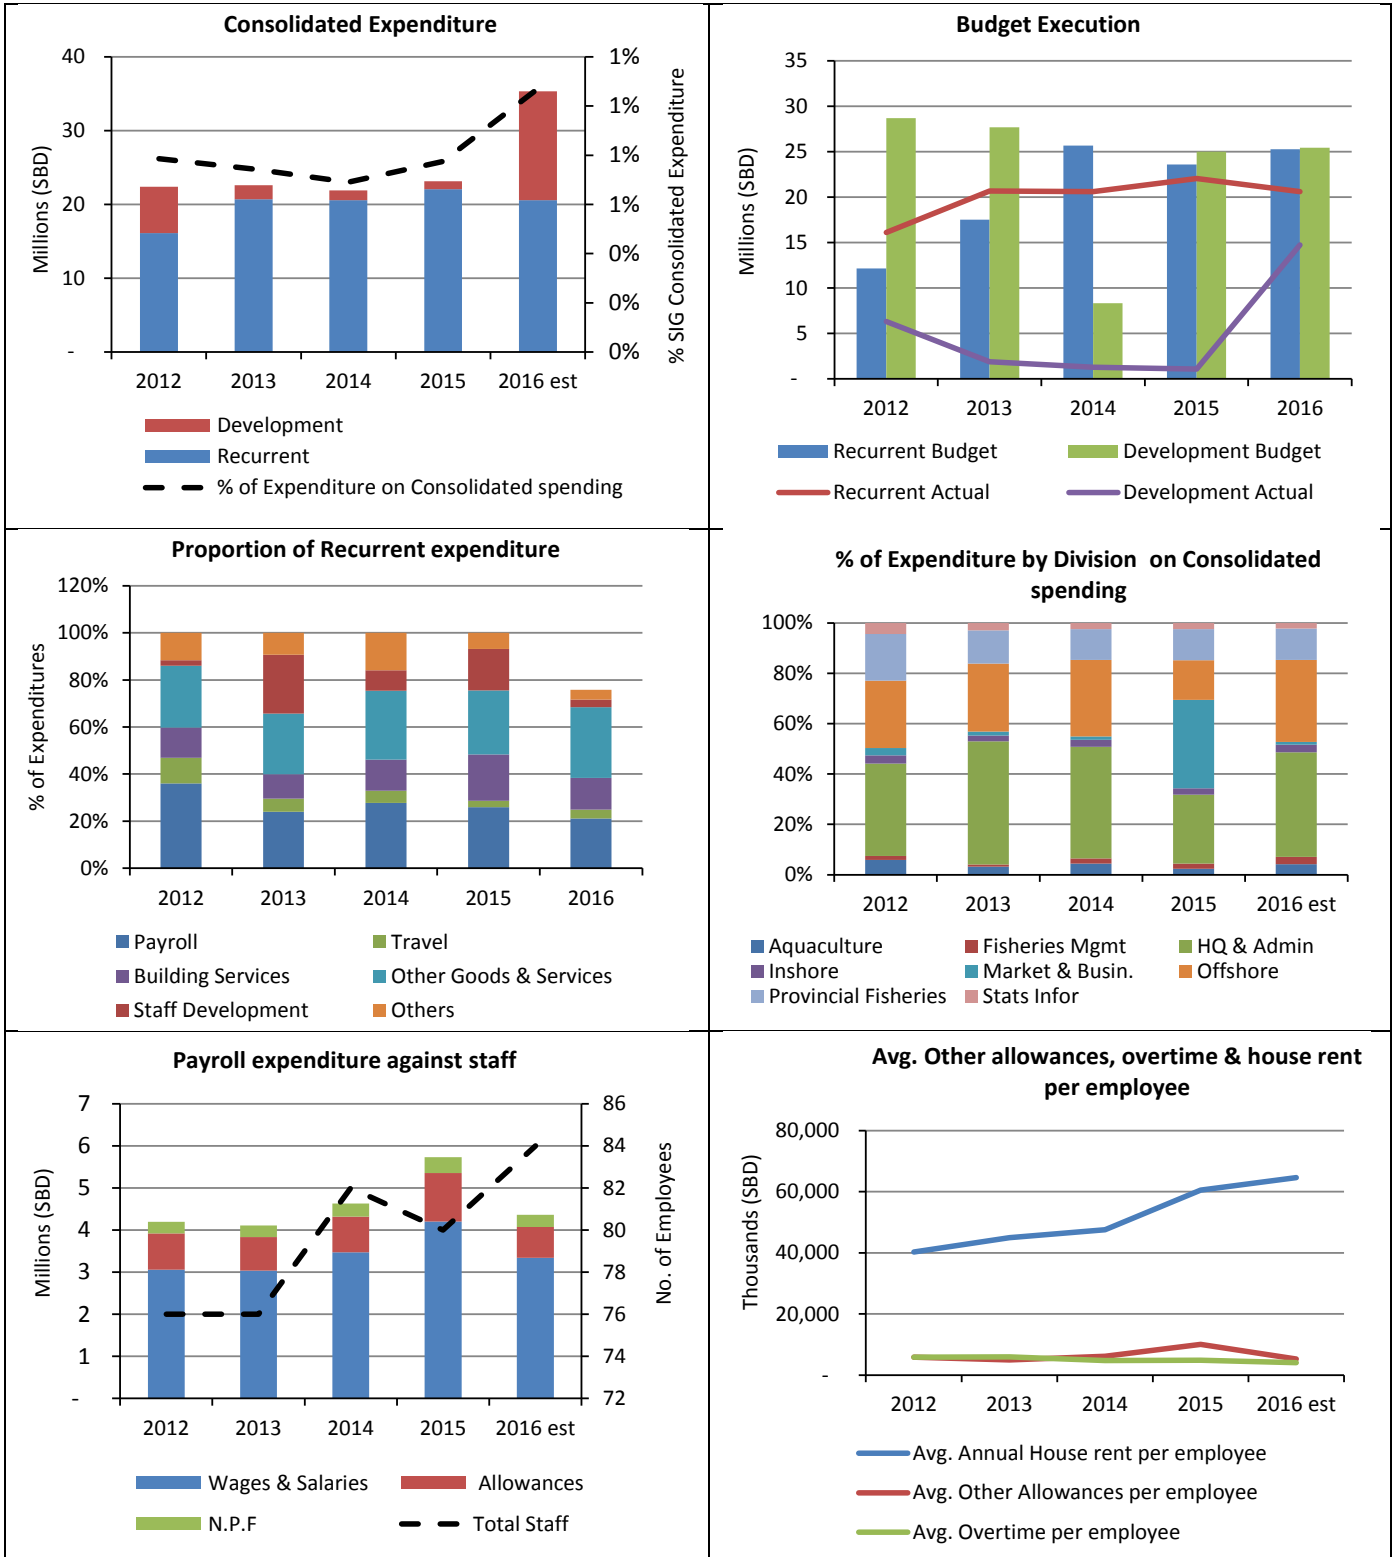 Consolidated Expenditure
40
30
20
10
-
Millions (SBD)
1%
1%
1%
1%
0%
0%
0%
% SIG Consolidated Expenditure
2012 2013 2014 2015 2016 est
Development
Recurrent
% of Expenditure on Consolidated spending
Budget Execution
35
30
25
20
15
10
5
-
Millions (SBD)
2012 2013 2014 2015 2016
Recurrent Budget Development Budget
Recurrent Actual Development Actual
Proportion of Recurrent expenditure
120%
100%
80%
60%
40%
20%
0%
% of Expenditures
2012 2013 2014 2015 2016
Payroll Travel
Building Services Other Goods & Services
Staff Development Others
% of Expenditure by Division on Consolidated
spending
100%
80%
60%
40%
20%
0%
2012 2013 2014 2015 2016 est
Aquaculture Fisheries Mgmt HQ & Admin
Inshore Market & Busin. Offshore
Provincial Fisheries Stats Infor
Payroll expenditure against staff
7
6
5
4
3
2
1
-
Millions (SBD)
86
84
82
80
78
76
74
72
No. of Employees
2012 2013 2014 2015 2016 est
Wages & Salaries Allowances
N.P.F Total Staff
Avg. Other allowances, overtime & house rent
per employee
80,000
60,000
40,000
20,000
-
Thousands (SBD)
2012 2013 2014 2015 2016 est
Avg. Annual House rent per employee
Avg. Other Allowances per employee
Avg. Overtime per employee